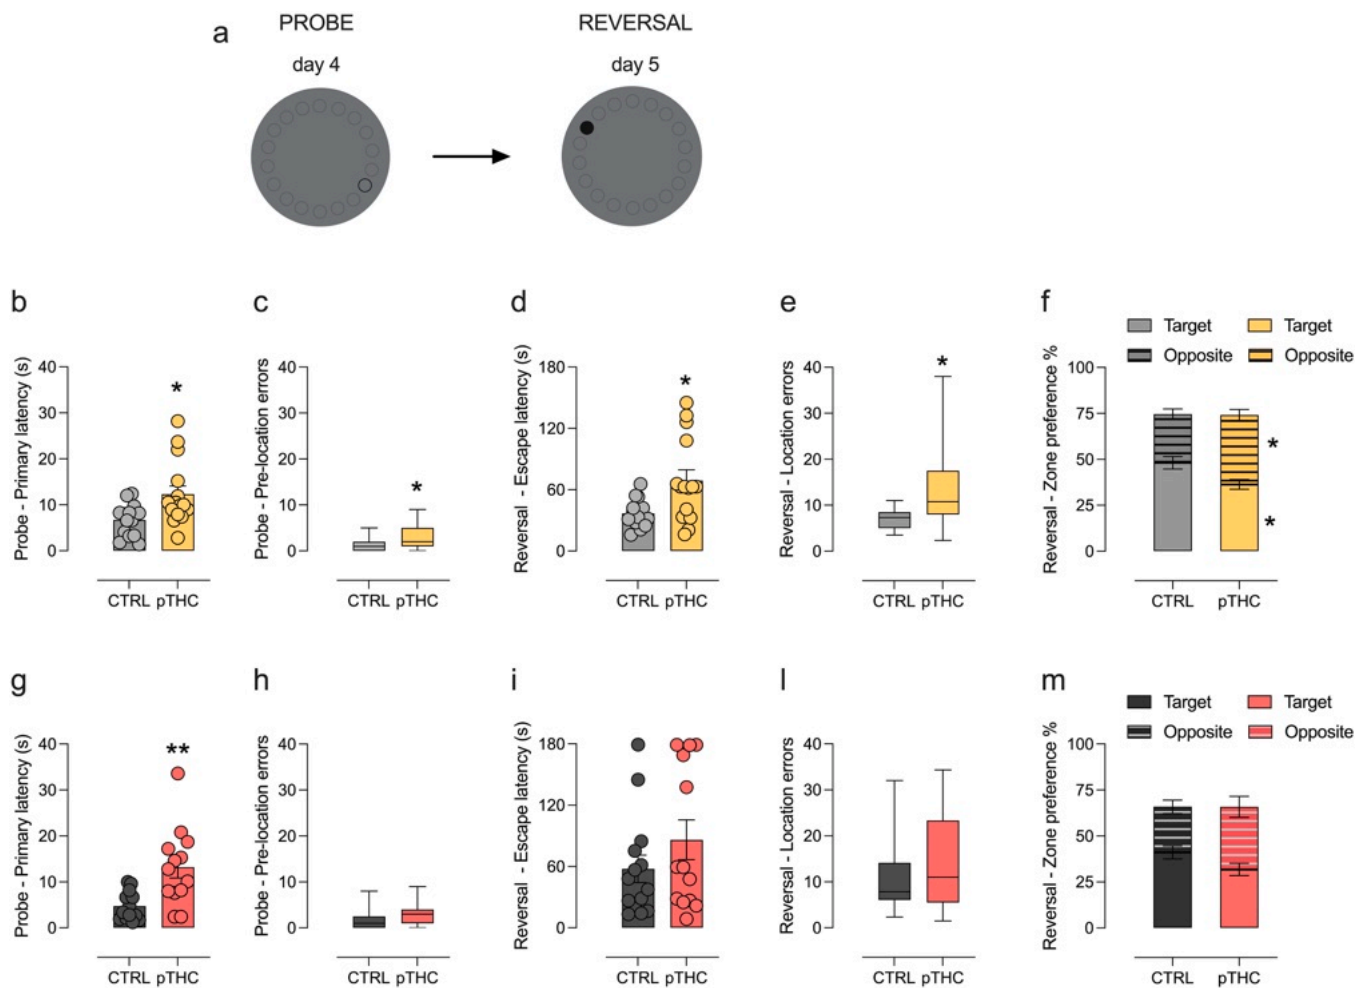 a
PROBE
REVERSAL
day 4
day 5
b
c
d
e
f
Target
Target
Opposite
Opposite
Probe - Primary latency (s)
40
30
20
10
0
*
CTRL pTHC
Probe - Pre-location errors
40
30
20
10
0
*
CTRL pTHC
Reversal - Escape latency (s)
180
120
60
0
*
CTRL pTHC
Reversal - Location errors
40
30
20
10
0
*
CTRL pTHC
Reversal - Zone preference %
100
75
50
25
0
*
*
CTRL pTHC
g
h
i
l
m
Target
Target
Opposite
Opposite
Probe - Primary latency (s)
40
30
20
10
0
**
CTRL pTHC
Probe - Pre-location errors
40
30
20
10
0
CTRL pTHC
Reversal - Escape latency (s)
180
120
60
0
CTRL pTHC
Reversal - Location errors
40
30
20
10
0
CTRL pTHC
Reversal - Zone preference %
100
75
50
25
0
CTRL pTHC